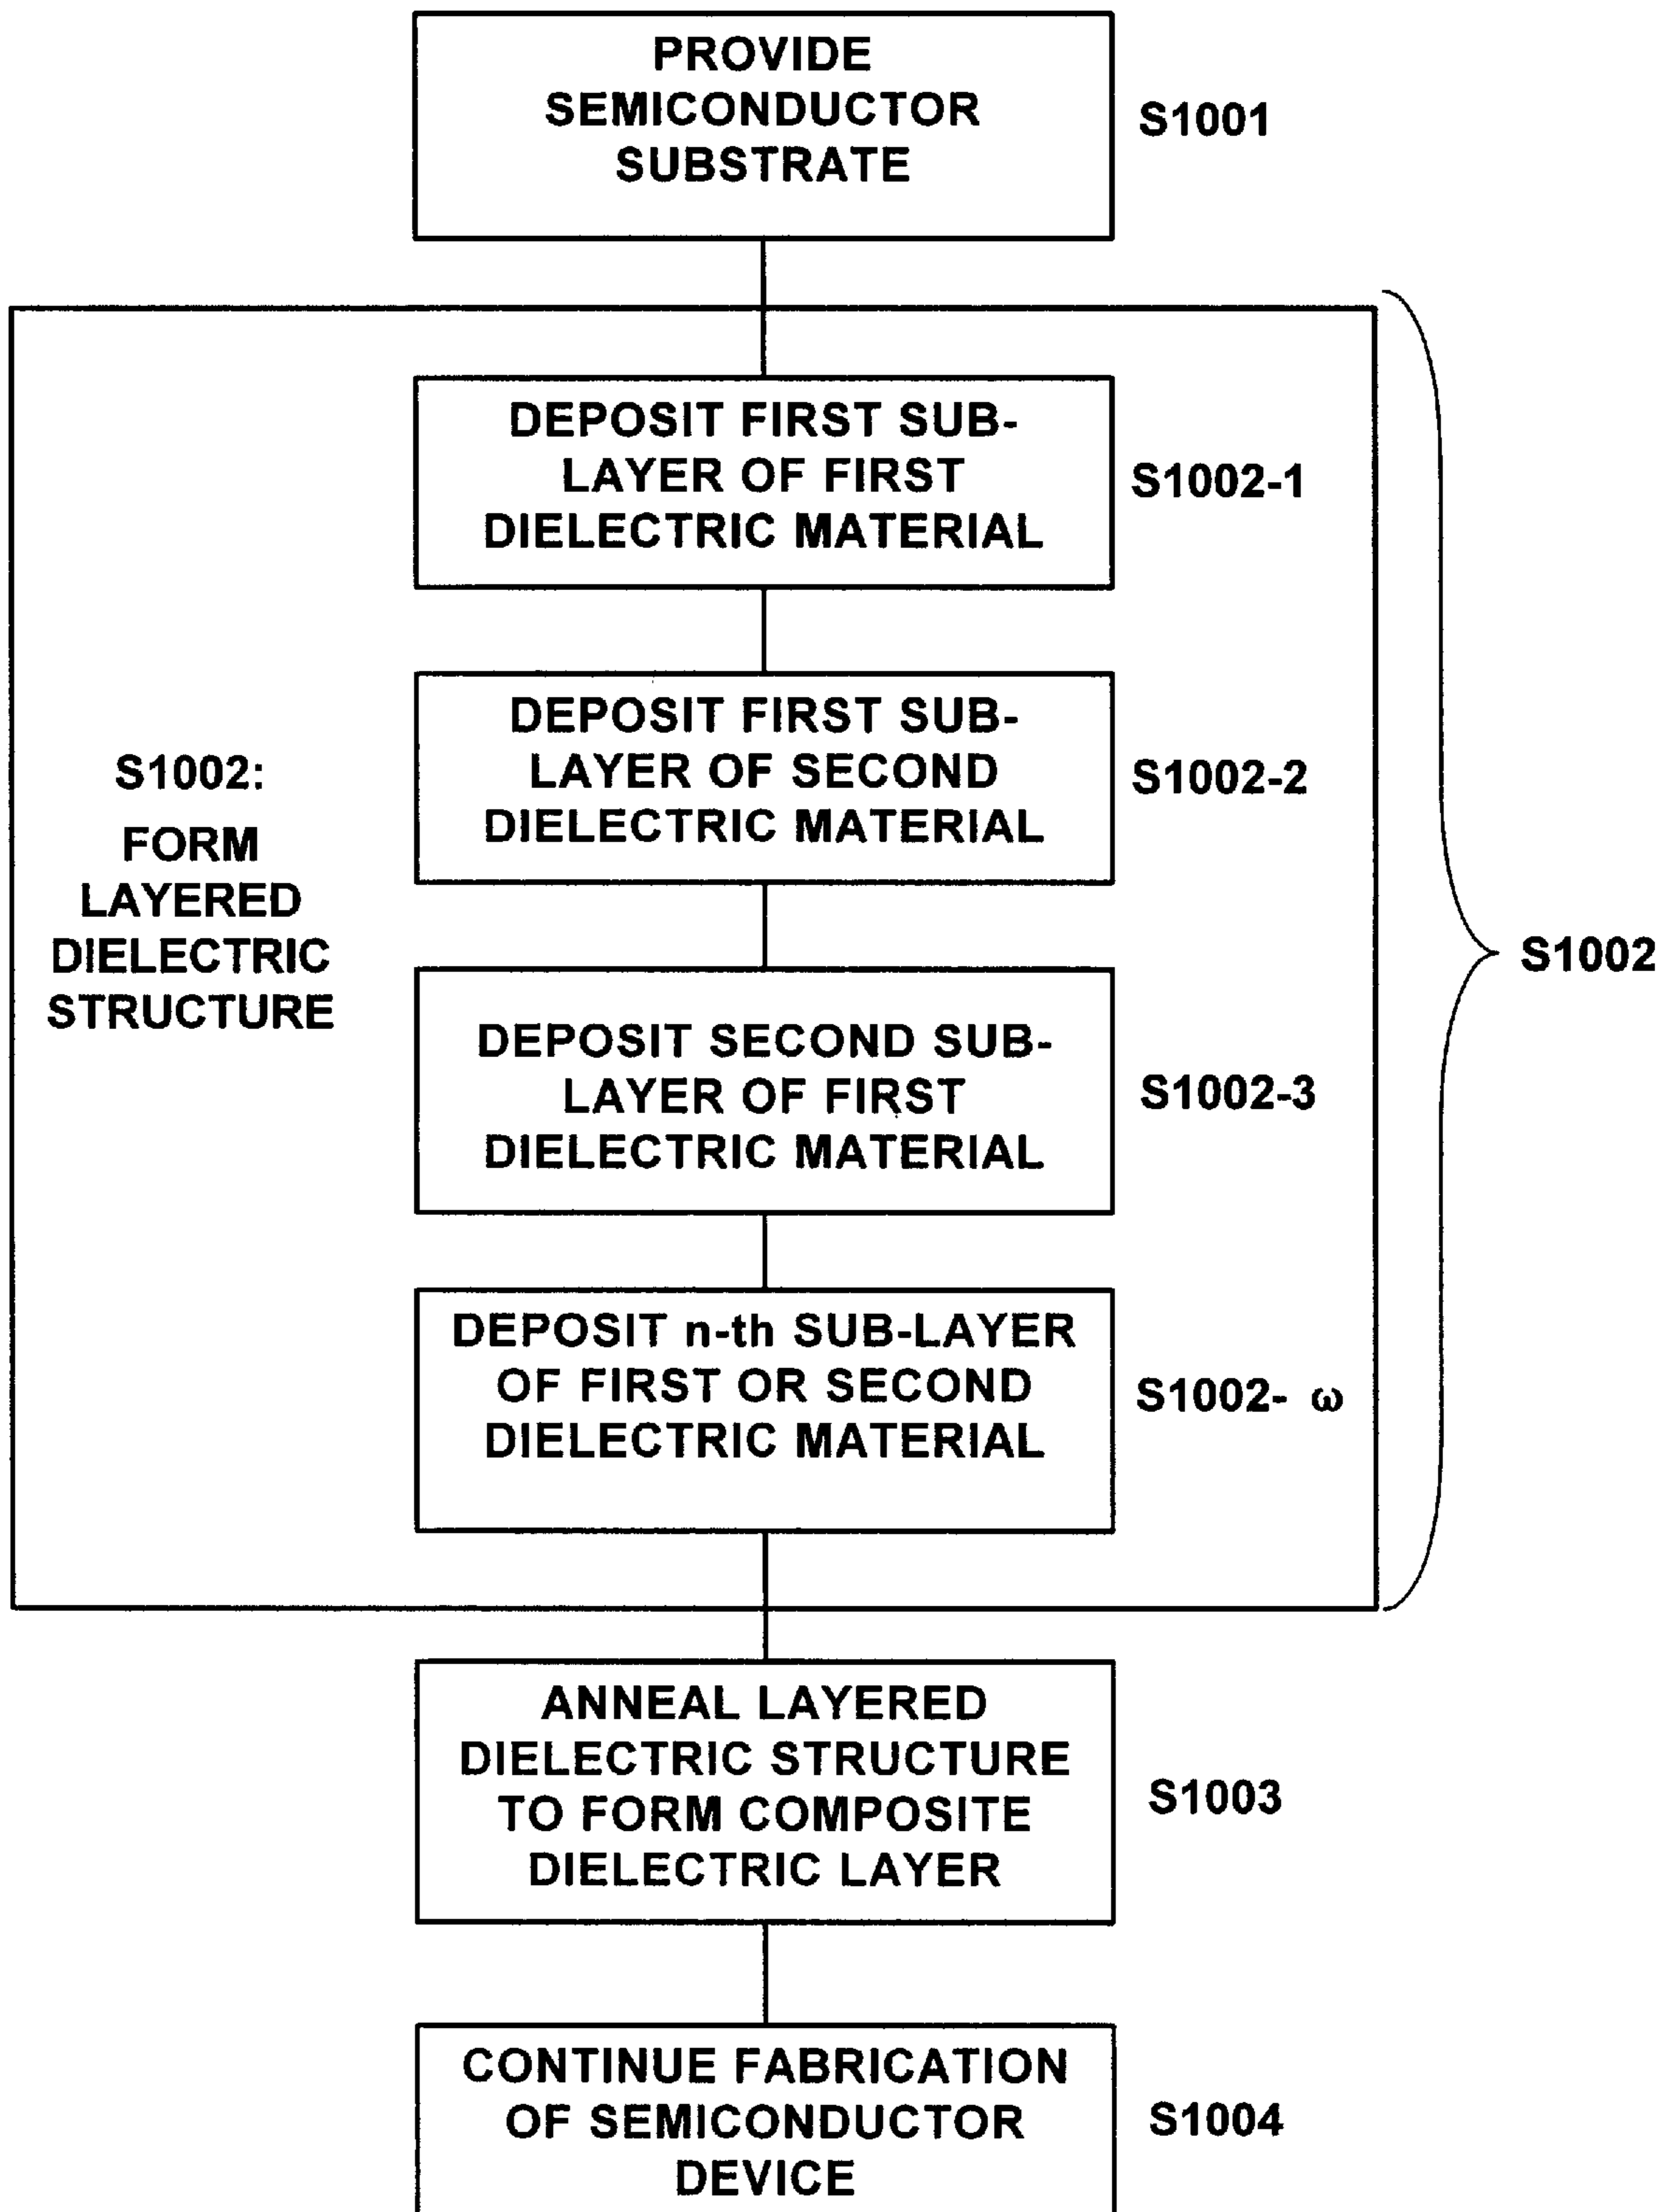 PROVIDE
SEMICONDUCTOR
SUBSTRATE
S1001
DEPOSIT FIRST SUB-
LAYER OF FIRST
DIELECTRIC MATERIAL
S1002-1
DEPOSIT FIRST SUB-
LAYER OF SECOND
DIELECTRIC MATERIAL
S1002-2
S1002:
FORM
LAYERED
DIELECTRIC
STRUCTURE
S1002
DEPOSIT SECOND SUB-
LAYER OF FIRST
DIELECTRIC MATERIAL
S1002-3
DEPOSIT n-th SUB-LAYER
OF FIRST OR SECOND
DIELECTRIC MATERIAL
S1002- ω
ANNEAL LAYERED
DIELECTRIC STRUCTURE
TO FORM COMPOSITE
DIELECTRIC LAYER
S1003
CONTINUE FABRICATION
OF SEMICONDUCTOR
DEVICE
S1004